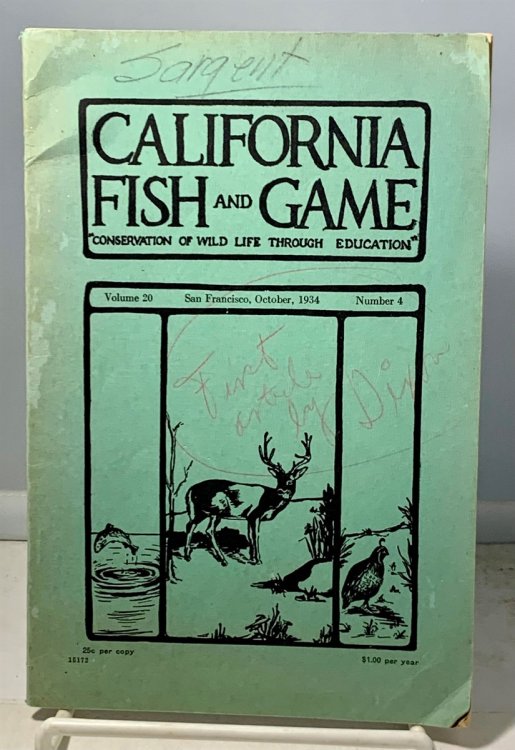 Sargent
CALIFORNIA
FISH AND GAME
"CONSERVATION OF WILD LIFE THROUGH EDUCATION"
Volume 20 San Francisco, October, 1934 Number 4
First
article
by Dixon
25c per copy
15172
$1.00 per year